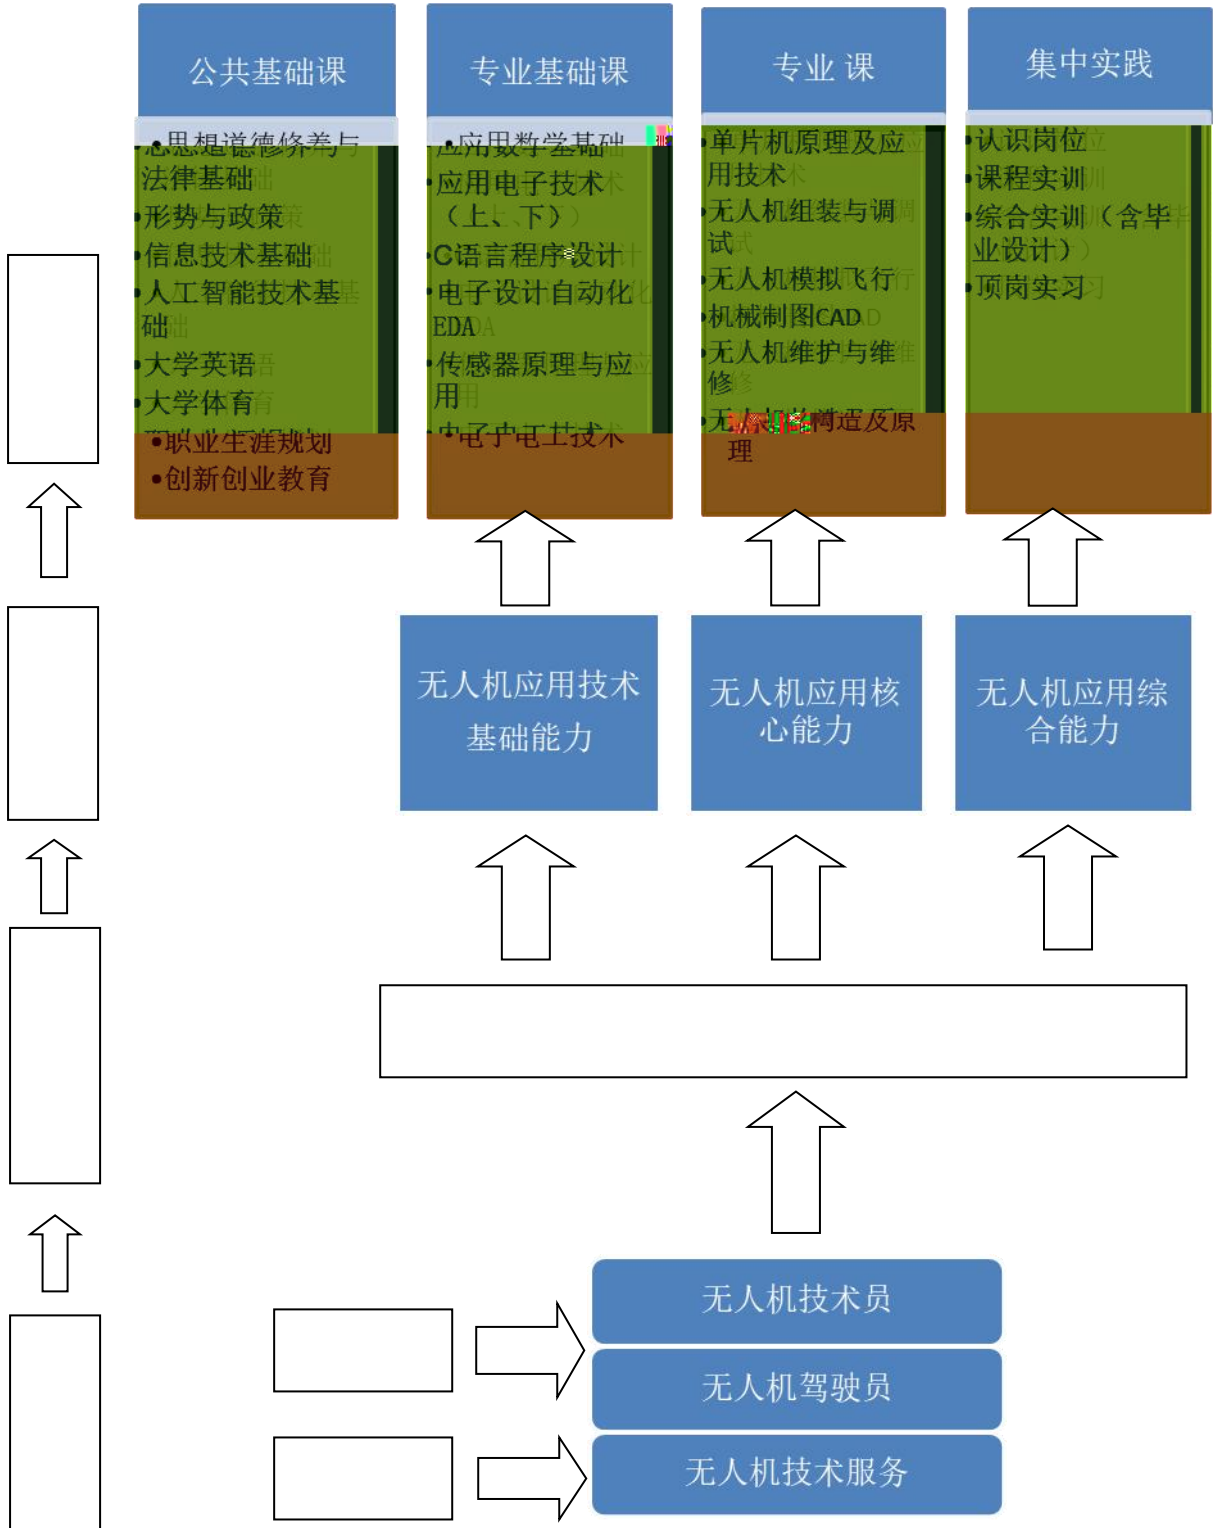 公共基础课
•思想道德修养与
法律基础
•形势与政策
•信息技术基础
•人工智能技术基
础
•大学英语
•大学体育
•职业生涯规划
•创新创业教育
专业基础课
•应用数学基础
•应用电子技术
（上、下）
•C语言程序设计
•电子设计自动化
EDA
•传感器原理与应
用
•电子电工技术
专业 课
•单片机原理及应
用技术
•无人机组装与调
试
•无人机模拟飞行
•机械制图CAD
•无人机维护与维
修
•无人机构造及原
理
集中实践
•认识岗位
•课程实训
•综合实训（含毕
业设计）
•顶岗实习
无人机应用技术
基础能力
无人机应用核
心能力
无人机应用综
合能力
无人机技术员
无人机驾驶员
无人机技术服务